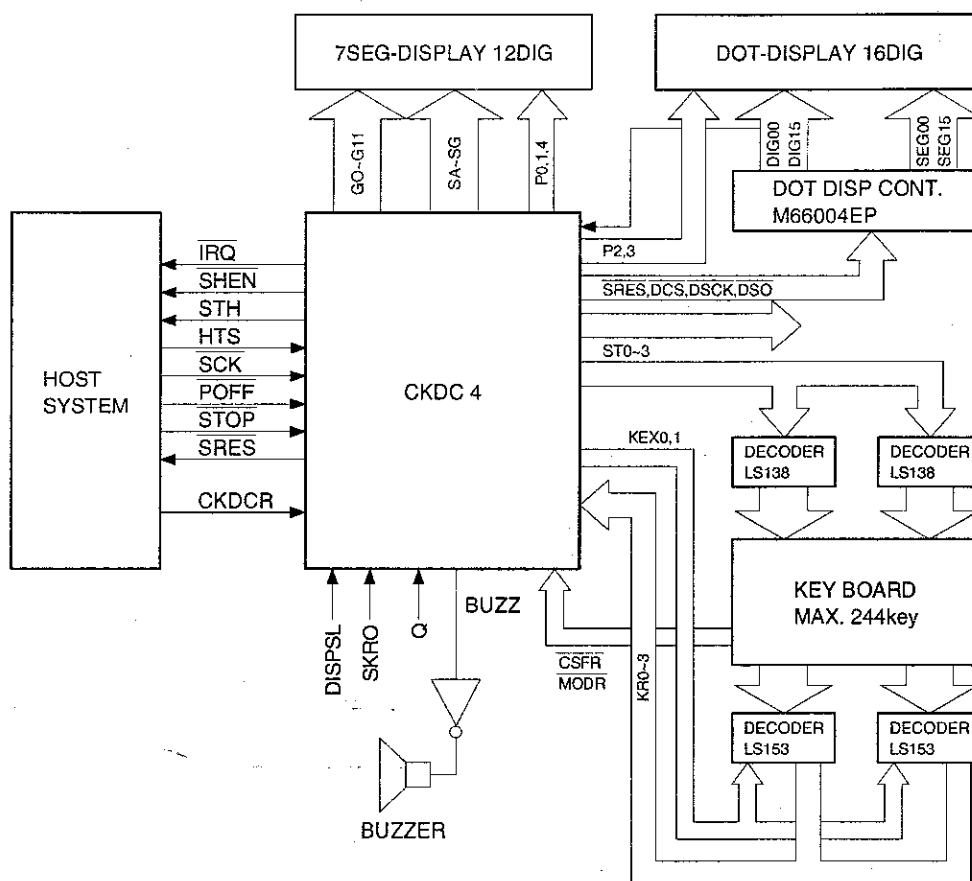 7SEG-DISPLAY 12DIG
DOT-DISPLAY 16DIG
GO~G11
SA~SG
P0,1,4
DIG00
DIG15
SEG00
SEG15
DOT DISP CONT.
M66004EP
P2,3
SRES,DCS,DSCK,DSO
ST0~3
HOST
SYSTEM
IRQ
SHEN
STH
HTS
SCK
POFF
STOP
SRES
CKDCR
CKDC 4
KEX0,1
DECODER
LS138
DECODER
LS138
KEY BOARD
MAX. 244key
DISPSL
SKRO
Q
BUZZ
CSFR
MODR
KR0~3
DECODER
LS153
DECODER
LS153
BUZZER